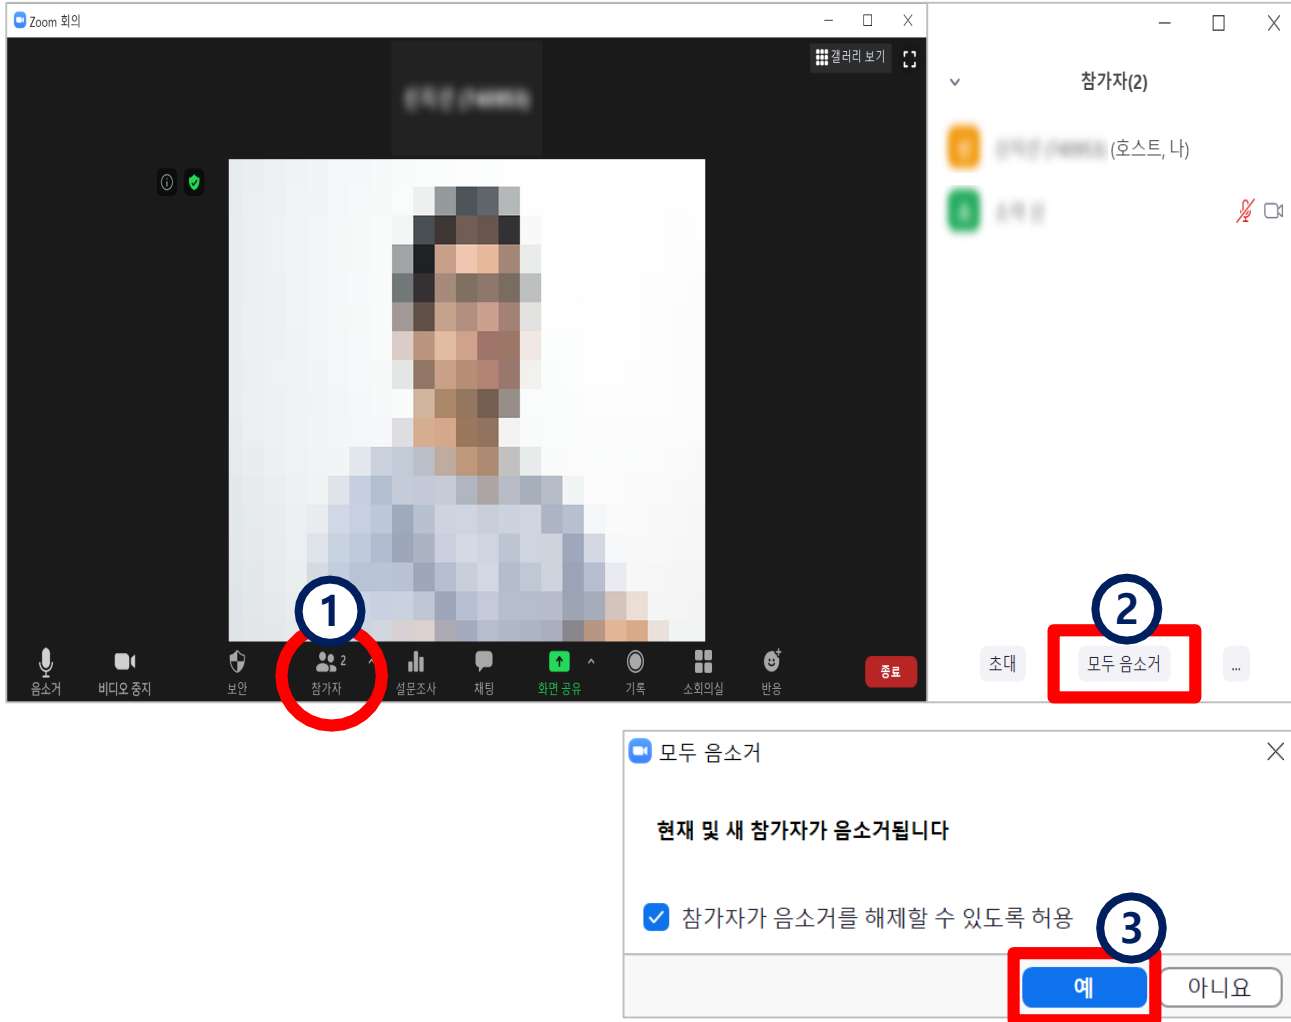 Zoom 회의
갤러리 보기
참가자(2)
(호스트, 나)
1
2
음소거
비디오 중지
보안
2
참가자
설문조사
채팅
화면 공유
기록
소회의실
반응
종료
초대
모두 음소거
...
모두 음소거
현재 및 새 참가자가 음소거됩니다
참가자가 음소거를 해제할 수 있도록 허용
3
예
아니요